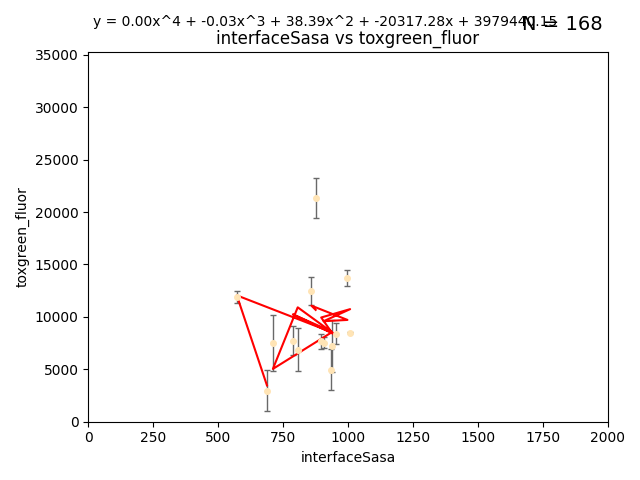 y = 0.00x^4 + -0.03x^3 + 38.39x^2 + -20317.28x + 3979440.15
N = 168
interfaceSasa vs toxgreen_fluor
35000
30000
25000
20000
15000
10000
5000
0
toxgreen_fluor
0 250 500 750 1000 1250 1500 1750 2000
interfaceSasa